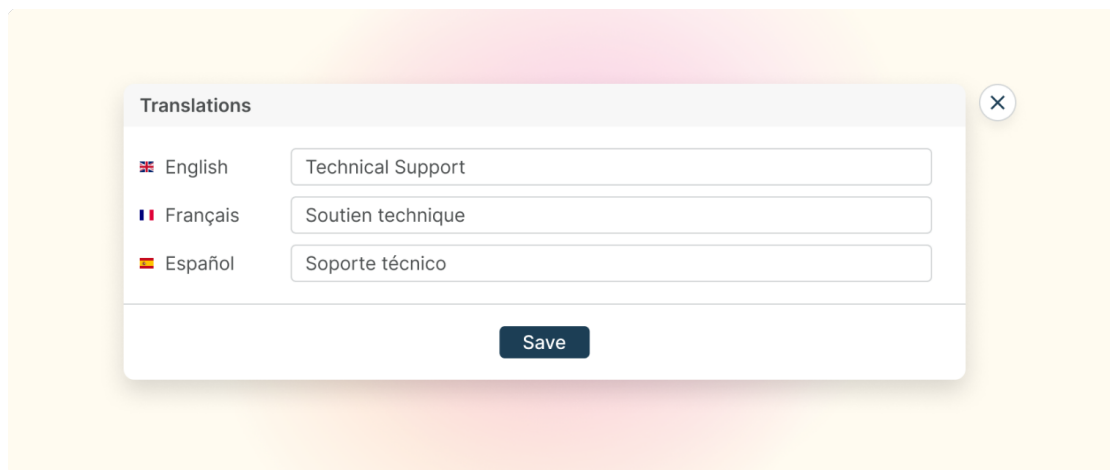 Translations
English Technical Support
Français Soutien technique
Español Soporte técnico
Save